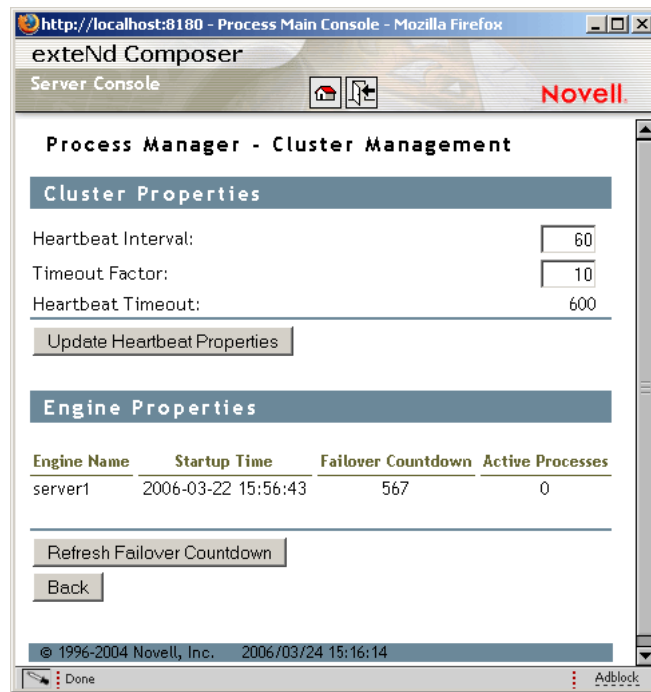 http://localhost:8180 - Process Main Console - Mozilla Firefox
exteNd Composer
Server Console
Novell.
Process Manager - Cluster Management
Cluster Properties
Heartbeat Interval: 60
Timeout Factor: 10
Heartbeat Timeout: 600
Update Heartbeat Properties
Engine Properties
Engine Name Startup Time Failover Countdown Active Processes
server1 2006-03-22 15:56:43 567 0
Refresh Failover Countdown
Back
© 1996-2004 Novell, Inc. 2006/03/24 15:16:14
Done Adblock